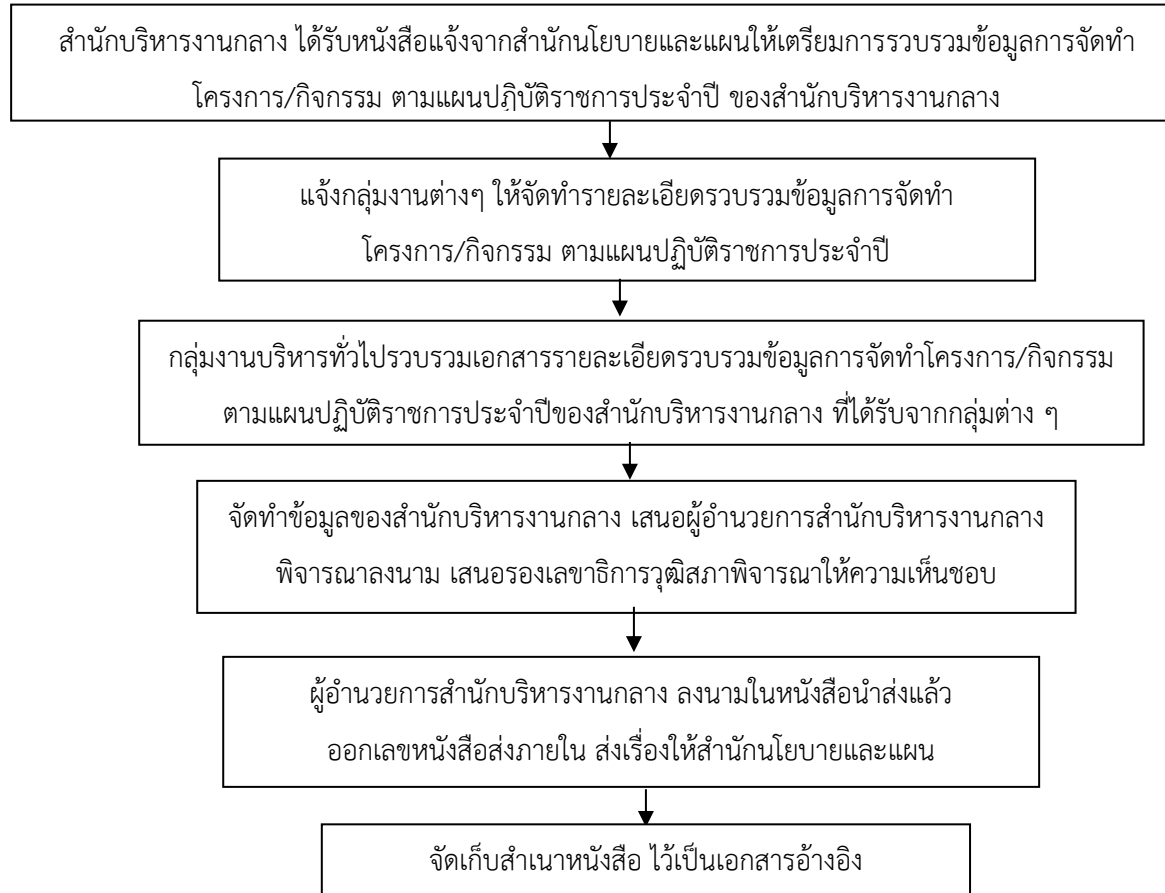 สำนักบริหารงานกลาง ได้รับหนังสือแจ้งจากสำนักนโยบายและแผนให้เตรียมการรวบรวมข้อมูลการจัดทำ
โครงการ/กิจกรรม ตามแผนปฏิบัติราชการประจำปี ของสำนักบริหารงานกลาง
แจ้งกลุ่มงานต่างๆ ให้จัดทำรายละเอียดรวบรวมข้อมูลการจัดทำ
โครงการ/กิจกรรม ตามแผนปฏิบัติราชการประจำปี
กลุ่มงานบริหารทั่วไปรวบรวมเอกสารรายละเอียดรวบรวมข้อมูลการจัดทำโครงการ/กิจกรรม
ตามแผนปฏิบัติราชการประจำปีของสำนักบริหารงานกลาง ที่ได้รับจากกลุ่มต่าง ๆ
จัดทำข้อมูลของสำนักบริหารงานกลาง เสนอผู้อำนวยการสำนักบริหารงานกลาง
พิจารณาลงนาม เสนอรองเลขาธิการวุฒิสภาพิจารณาให้ความเห็นชอบ
ผู้อำนวยการสำนักบริหารงานกลาง ลงนามในหนังสือนำส่งแล้ว
ออกเลขหนังสือส่งภายใน ส่งเรื่องให้สำนักนโยบายและแผน
จัดเก็บสำเนาหนังสือ ไว้เป็นเอกสารอ้างอิง